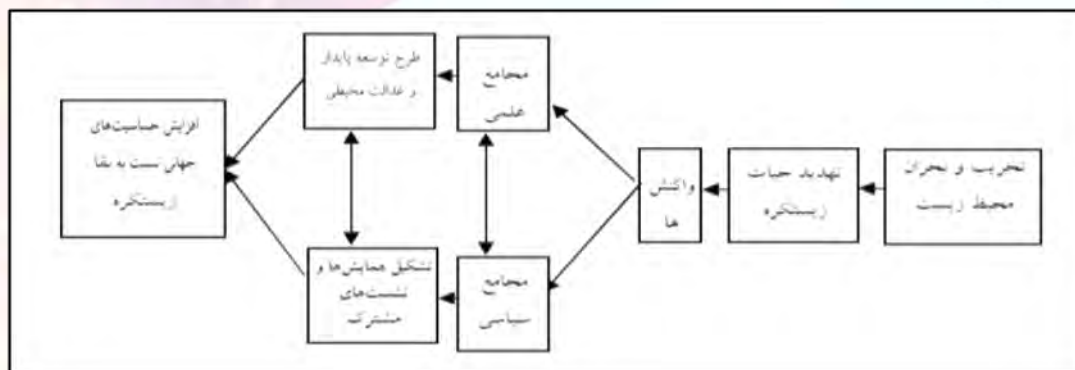 تخریب و بحران
محیط زیست
تهدید حیات
زیستکره
واکنش
ها
مجامع
علمی
طرح توسعه پایدار
و عدالت محیطی
مجامع
سیاسی
تشکیل همایش‌ها و
نشست‌های
مشترک
افزایش حساسیت‌های
جهانی نسبت به بقا
زیستکره